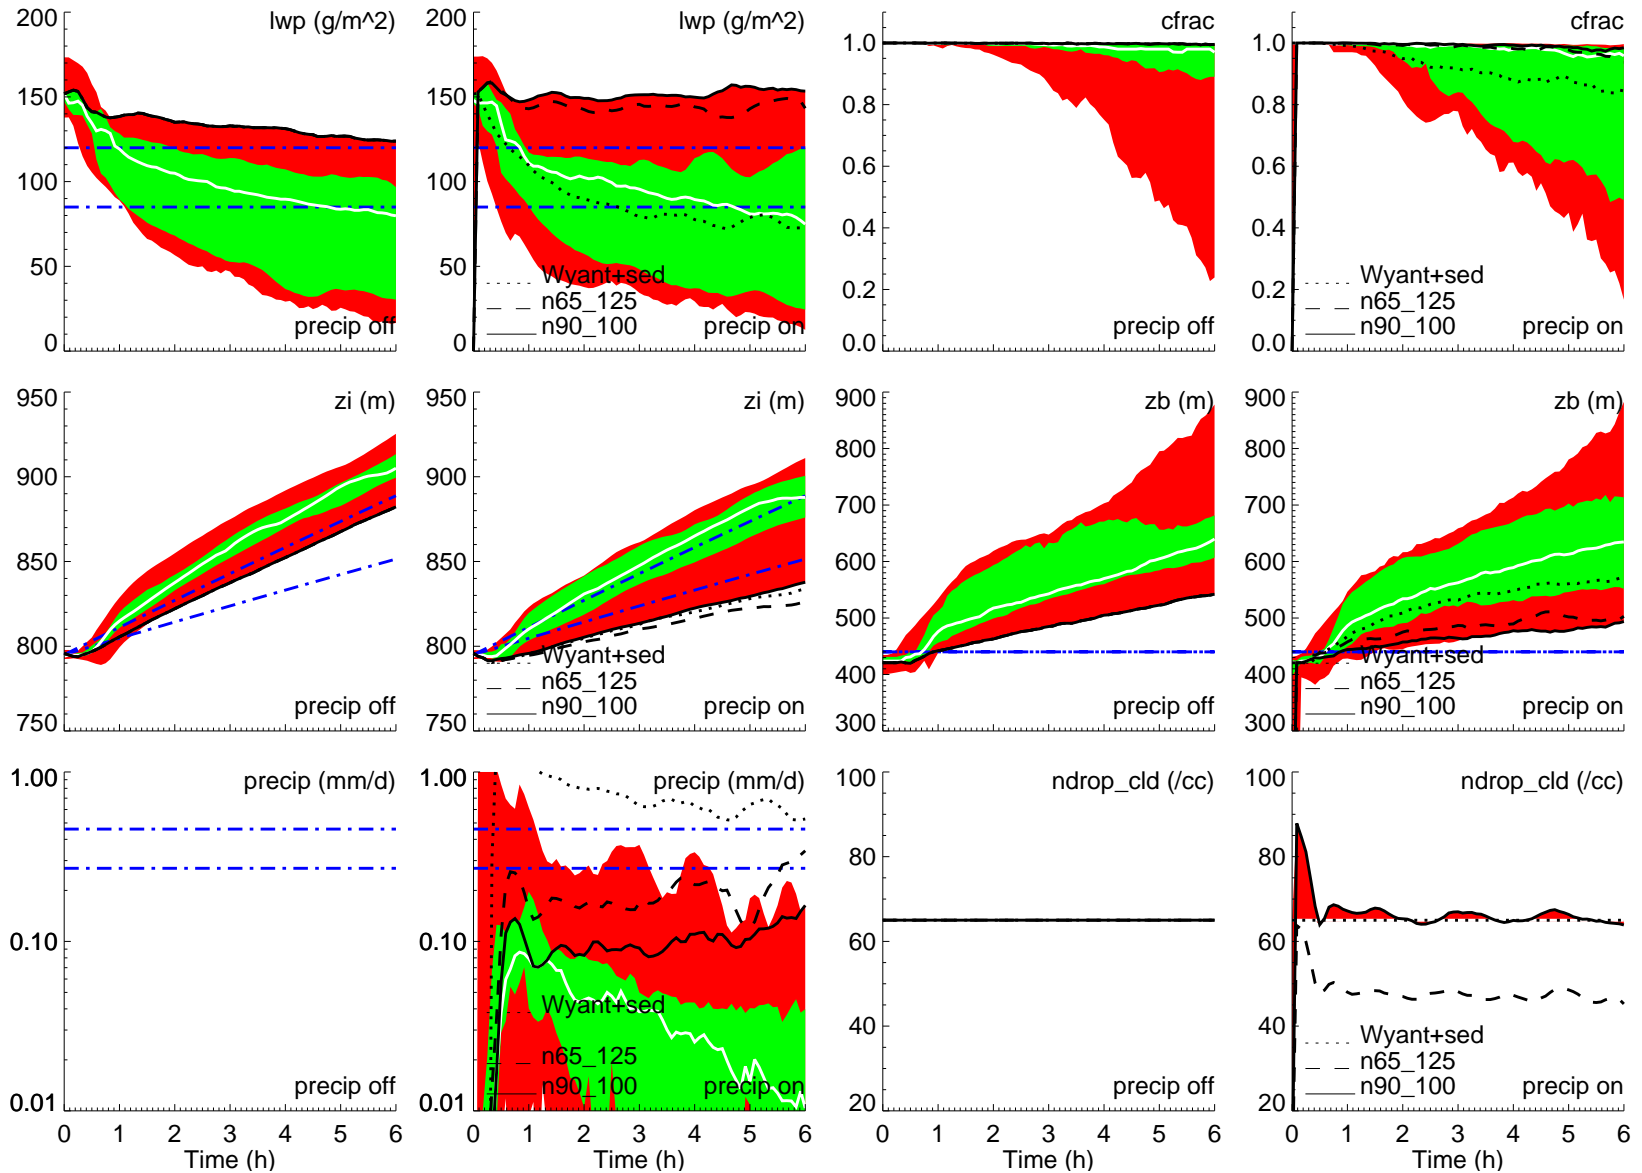 lwp (g/m^2)
200
150
100
50
0
precip off
lwp (g/m^2)
200
150
100
50
0
Wyant+sed
n65_125
n90_100
precip on
cfrac
1.0
0.8
0.6
0.4
0.2
0.0
precip off
cfrac
1.0
0.8
0.6
0.4
0.2
0.0
Wyant+sed
n65_125
n90_100
precip on
zi (m)
950
900
850
800
750
precip off
zi (m)
950
900
850
800
750
Wyant+sed
n65_125
n90_100
precip on
zb (m)
900
800
700
600
500
400
300
precip off
zb (m)
900
800
700
600
500
400
300
Wyant+sed
n65_125
n90_100
precip on
precip (mm/d)
1.00
0.10
0.01
precip off
0 1 2 3 4 5 6
Time (h)
precip (mm/d)
1.00
0.10
0.01
Wyant+sed
n65_125
n90_100
precip on
0 1 2 3 4 5 6
Time (h)
ndrop_cld (/cc)
100
80
60
40
20
precip off
0 1 2 3 4 5 6
Time (h)
ndrop_cld (/cc)
100
80
60
40
20
Wyant+sed
n65_125
n90_100
precip on
0 1 2 3 4 5 6
Time (h)